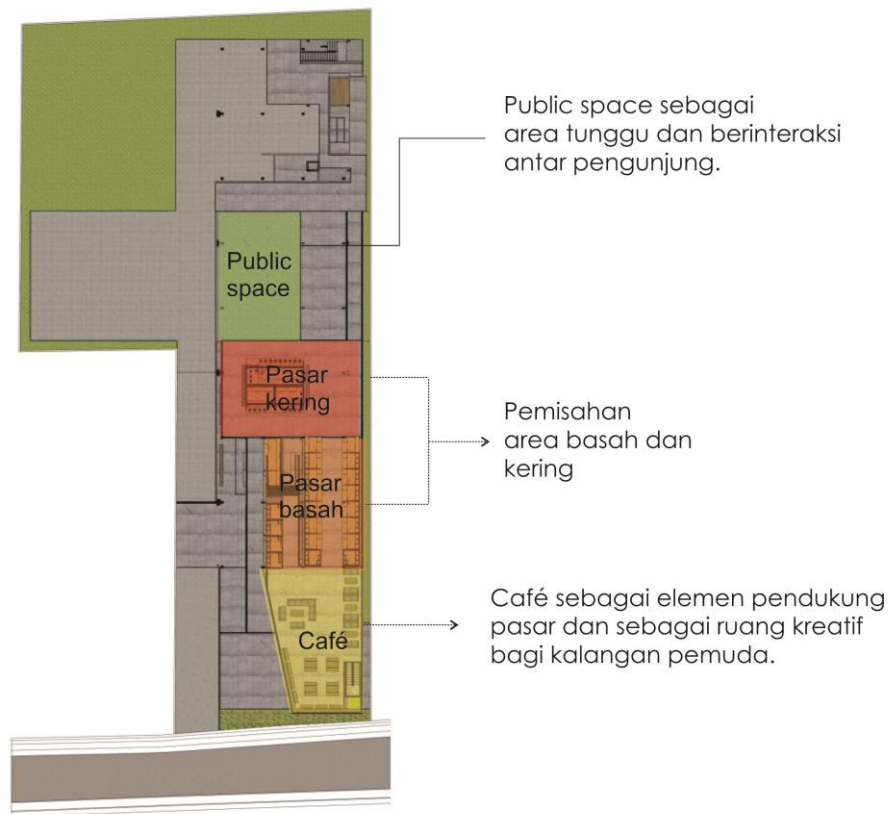 Public space sebagai
area tunggu dan berinteraksi
antar pengunjung.
Public
space
Pasar
kering
Pemisahan
area basah dan
kering
Pasar
basah
Café sebagai elemen pendukung
pasar dan sebagai ruang kreatif
bagi kalangan pemuda.
Café